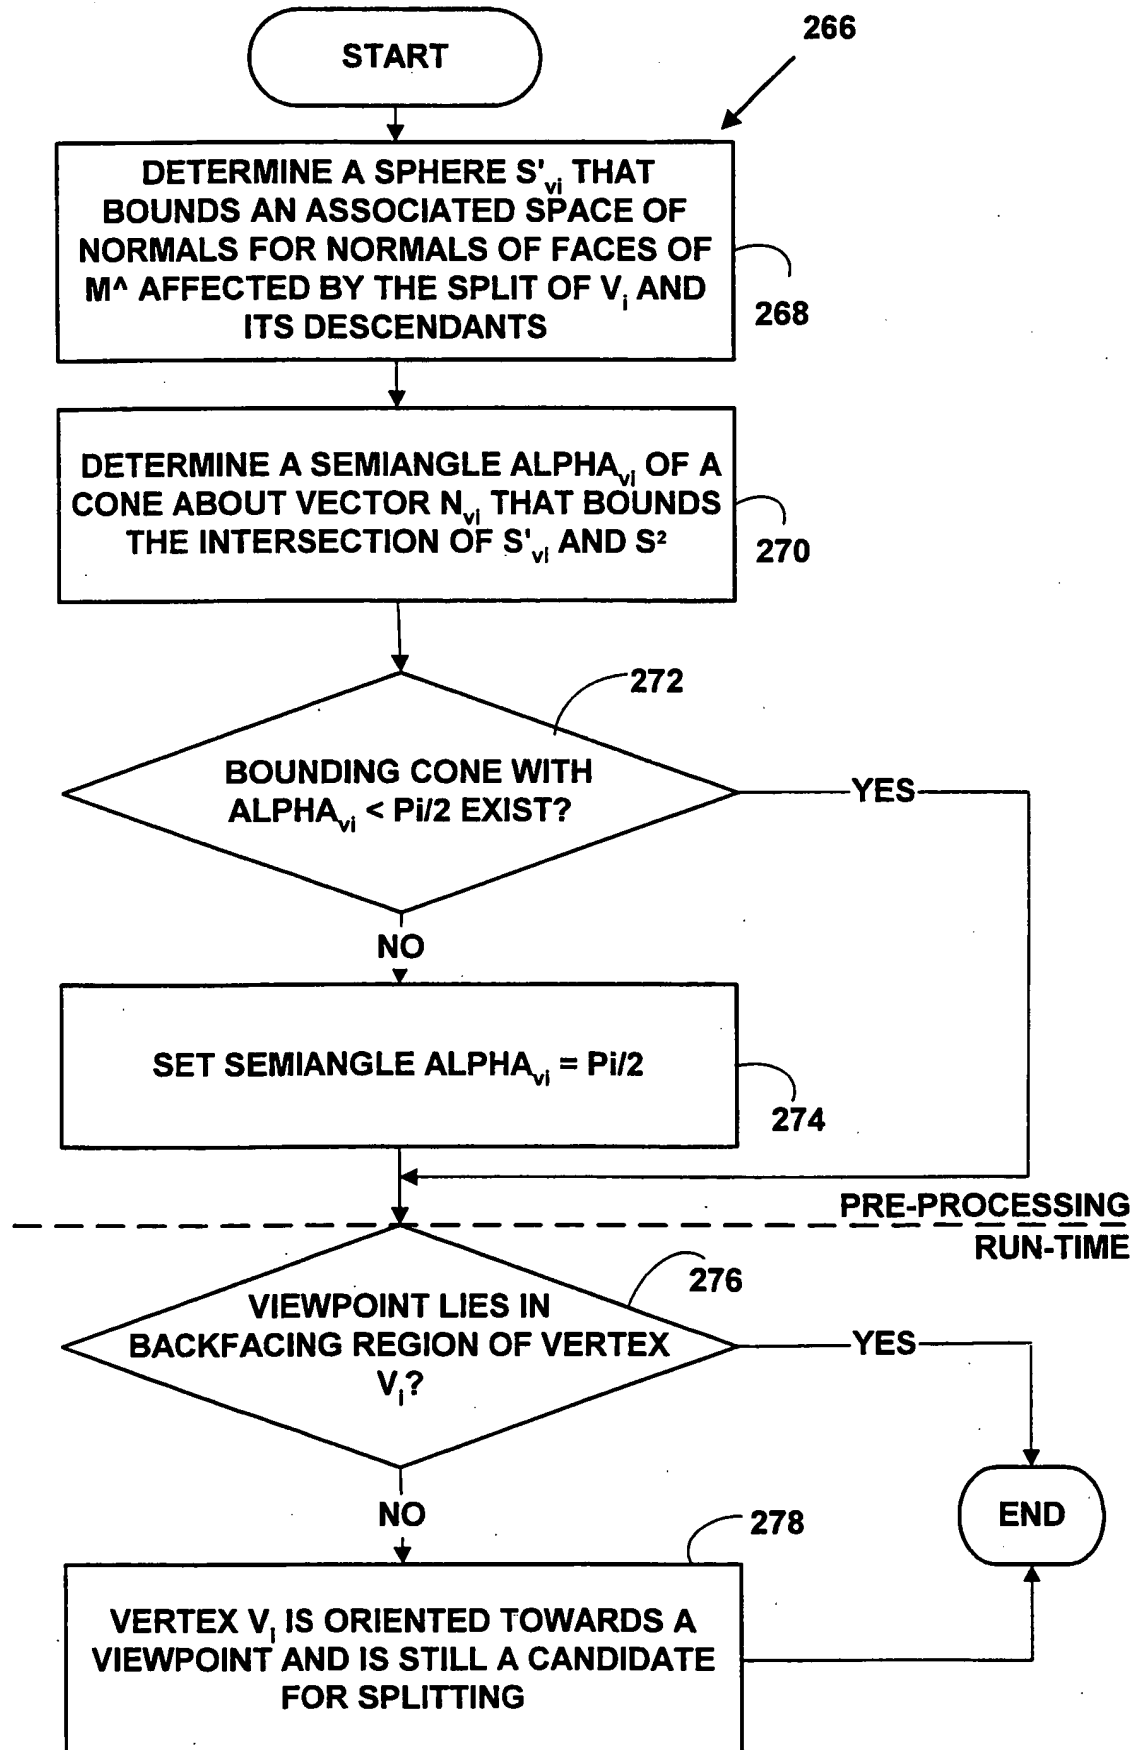 266
START
DETERMINE A SPHERE S'vi THAT
BOUNDS AN ASSOCIATED SPACE OF
NORMALS FOR NORMALS OF FACES OF
M^ AFFECTED BY THE SPLIT OF Vi AND
ITS DESCENDANTS
268
DETERMINE A SEMIANGLE ALPHAvi OF A
CONE ABOUT VECTOR Nvi THAT BOUNDS
THE INTERSECTION OF S'vi AND S²
270
272
BOUNDING CONE WITH
ALPHAvi < Pi/2 EXIST?
YES
NO
SET SEMIANGLE ALPHAvi = Pi/2
274
PRE-PROCESSING
RUN-TIME
276
VIEWPOINT LIES IN
BACKFACING REGION OF VERTEX
Vi?
YES
NO
END
278
VERTEX Vi IS ORIENTED TOWARDS A
VIEWPOINT AND IS STILL A CANDIDATE
FOR SPLITTING